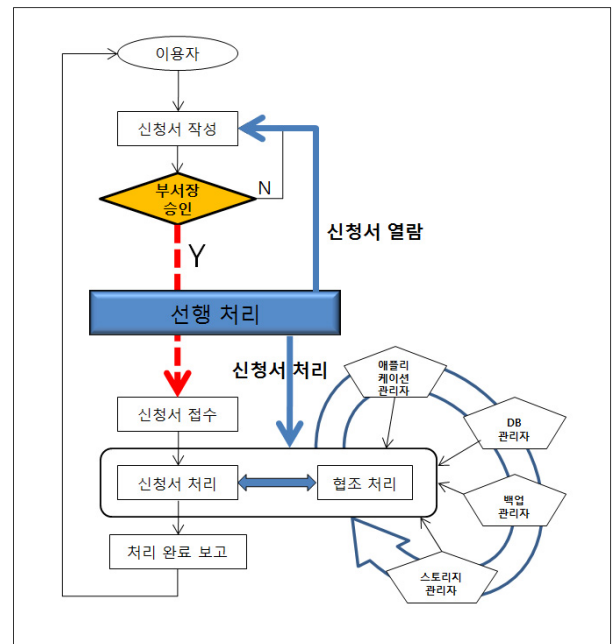 이용자
신청서 작성
부서장
승인
N
신청서 열람
Y
선행 처리
신청서 처리
애플리
케이션
관리자
신청서 접수
DB
관리자
신청서 처리
협조 처리
백업
관리자
처리 완료 보고
스토리지
관리자